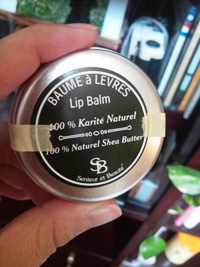 BAUME à LEVRES
Lip Balm
100 % Karité Naturel
100 % Naturel Shea Butter
SB
Senteur et Beauté